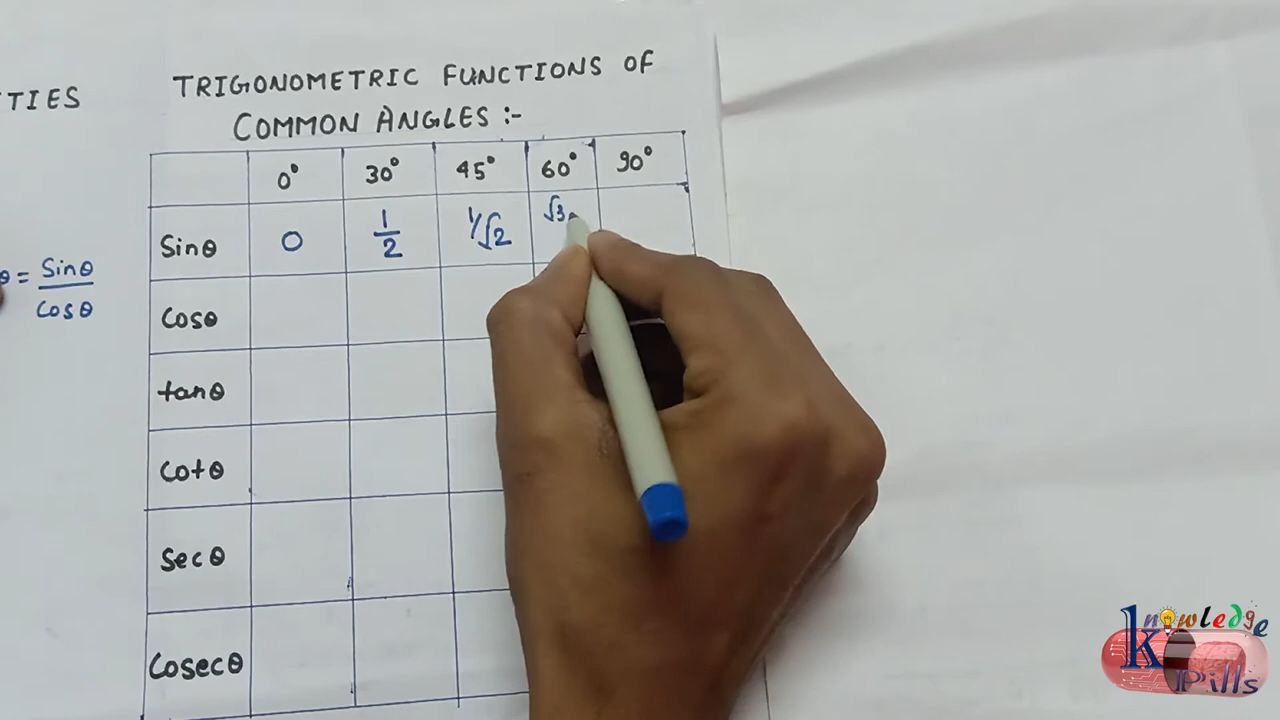 TIES
TRIGONOMETRIC FUNCTIONS OF
COMMON ANGLES :-
0° 30° 45° 60° 90°
Sinθ 0 1/2 1/√2 √3
θ = Sinθ/Cosθ
Cosθ
tanθ
Cotθ
Secθ
Cosecθ
knowledge
Pills